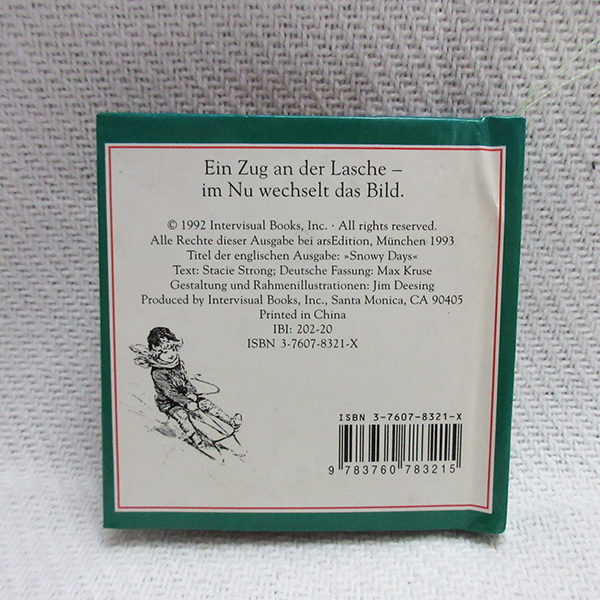 Ein Zug an der Lasche –
im Nu wechselt das Bild.
© 1992 Intervisual Books, Inc. · All rights reserved.
Alle Rechte dieser Ausgabe bei arsEdition, München 1993
Titel der englischen Ausgabe: »Snowy Days«
Text: Stacie Strong; Deutsche Fassung: Max Kruse
Gestaltung und Rahmenillustrationen: Jim Deesing
Produced by Intervisual Books, Inc., Santa Monica, CA 90405
Printed in China
IBI: 202-20
ISBN 3-7607-8321-X
ISBN 3-7607-8321-X
9 783760 783215